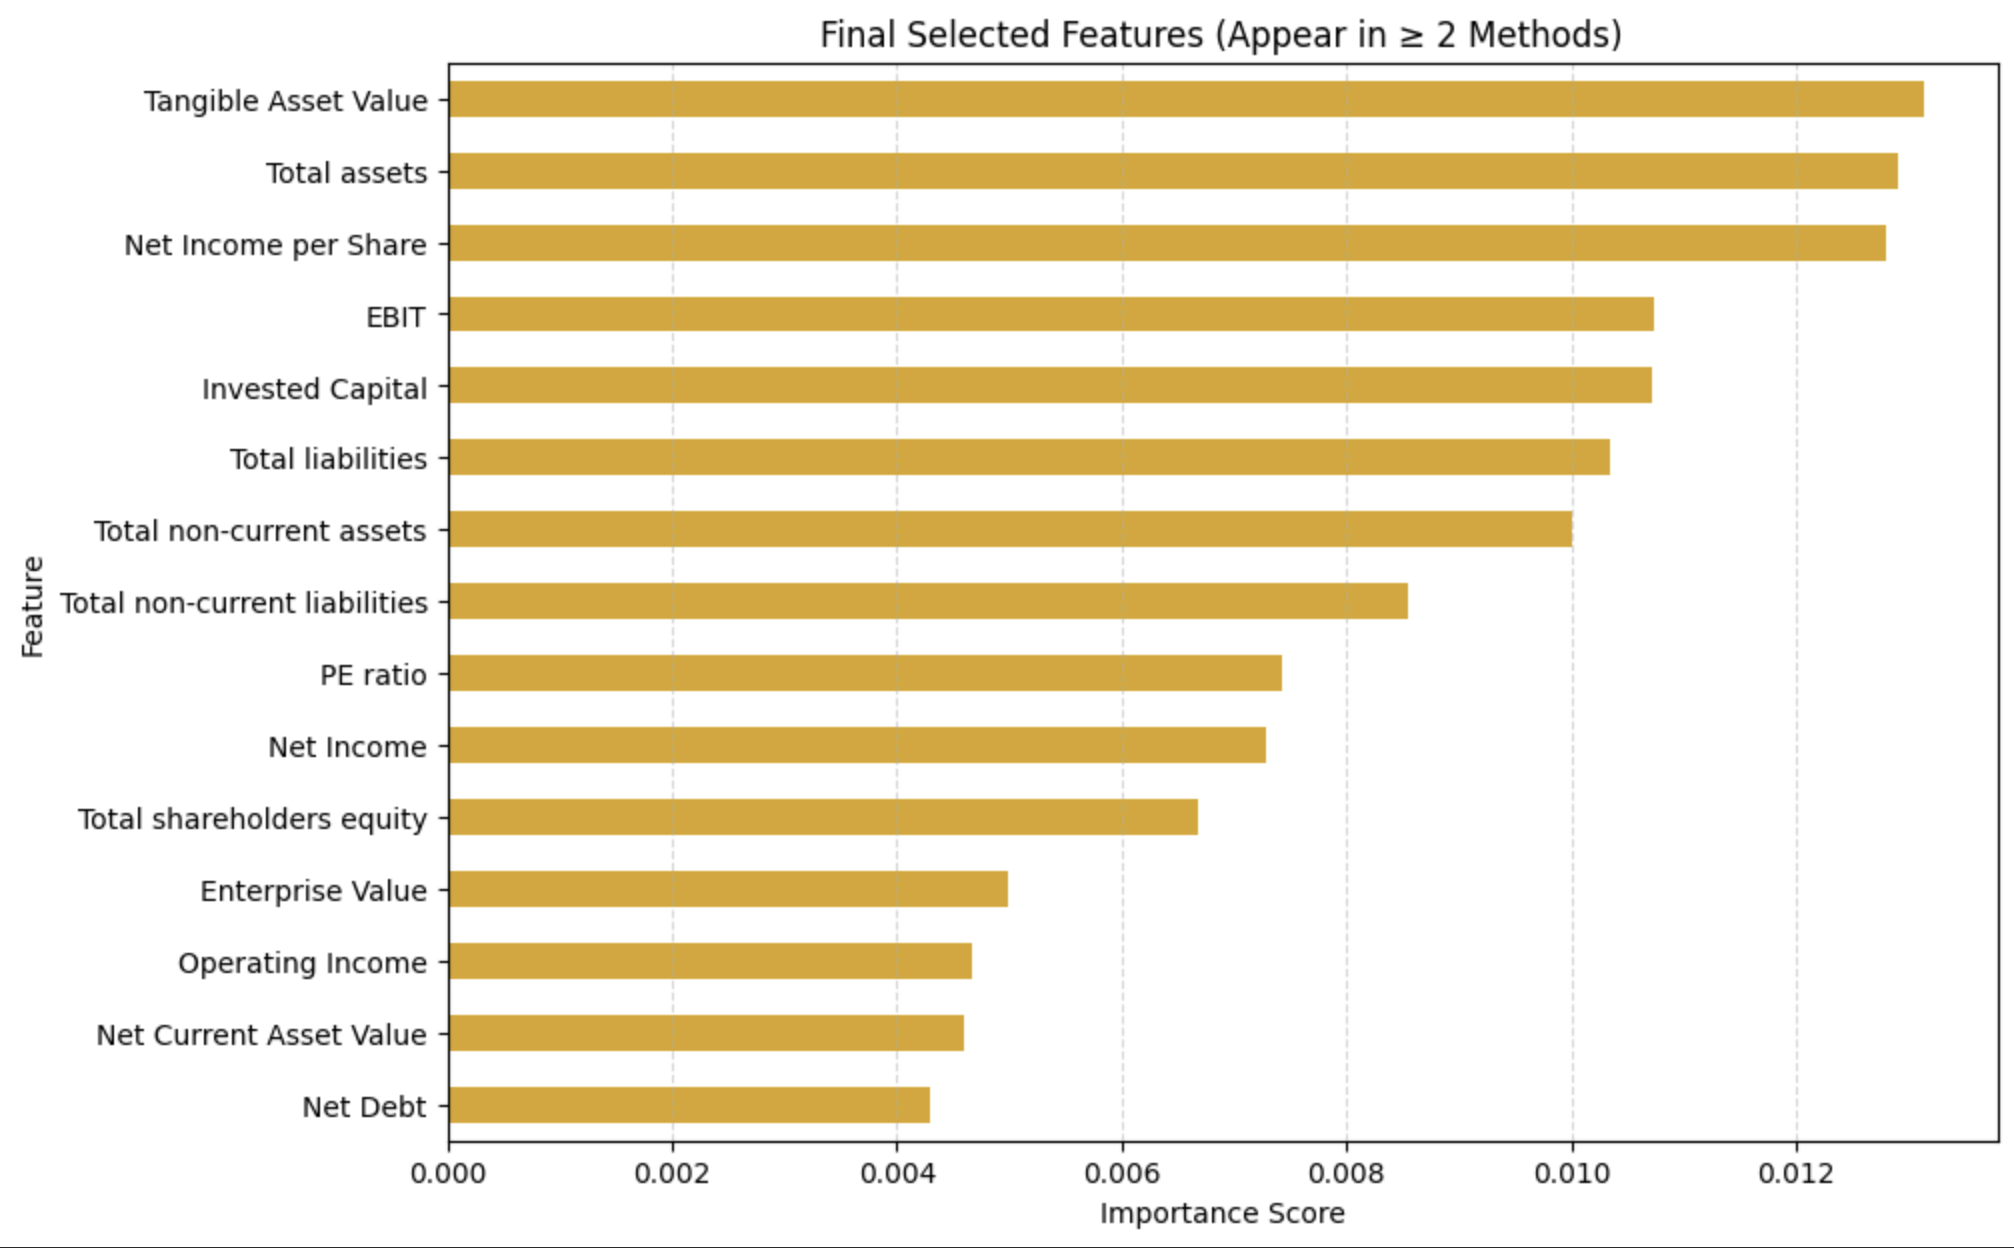 Final Selected Features (Appear in ≥ 2 Methods)
Tangible Asset Value
Total assets
Net Income per Share
EBIT
Invested Capital
Total liabilities
Total non-current assets
Total non-current liabilities
PE ratio
Net Income
Total shareholders equity
Enterprise Value
Operating Income
Net Current Asset Value
Net Debt
Feature
0.000 0.002 0.004 0.006 0.008 0.010 0.012
Importance Score